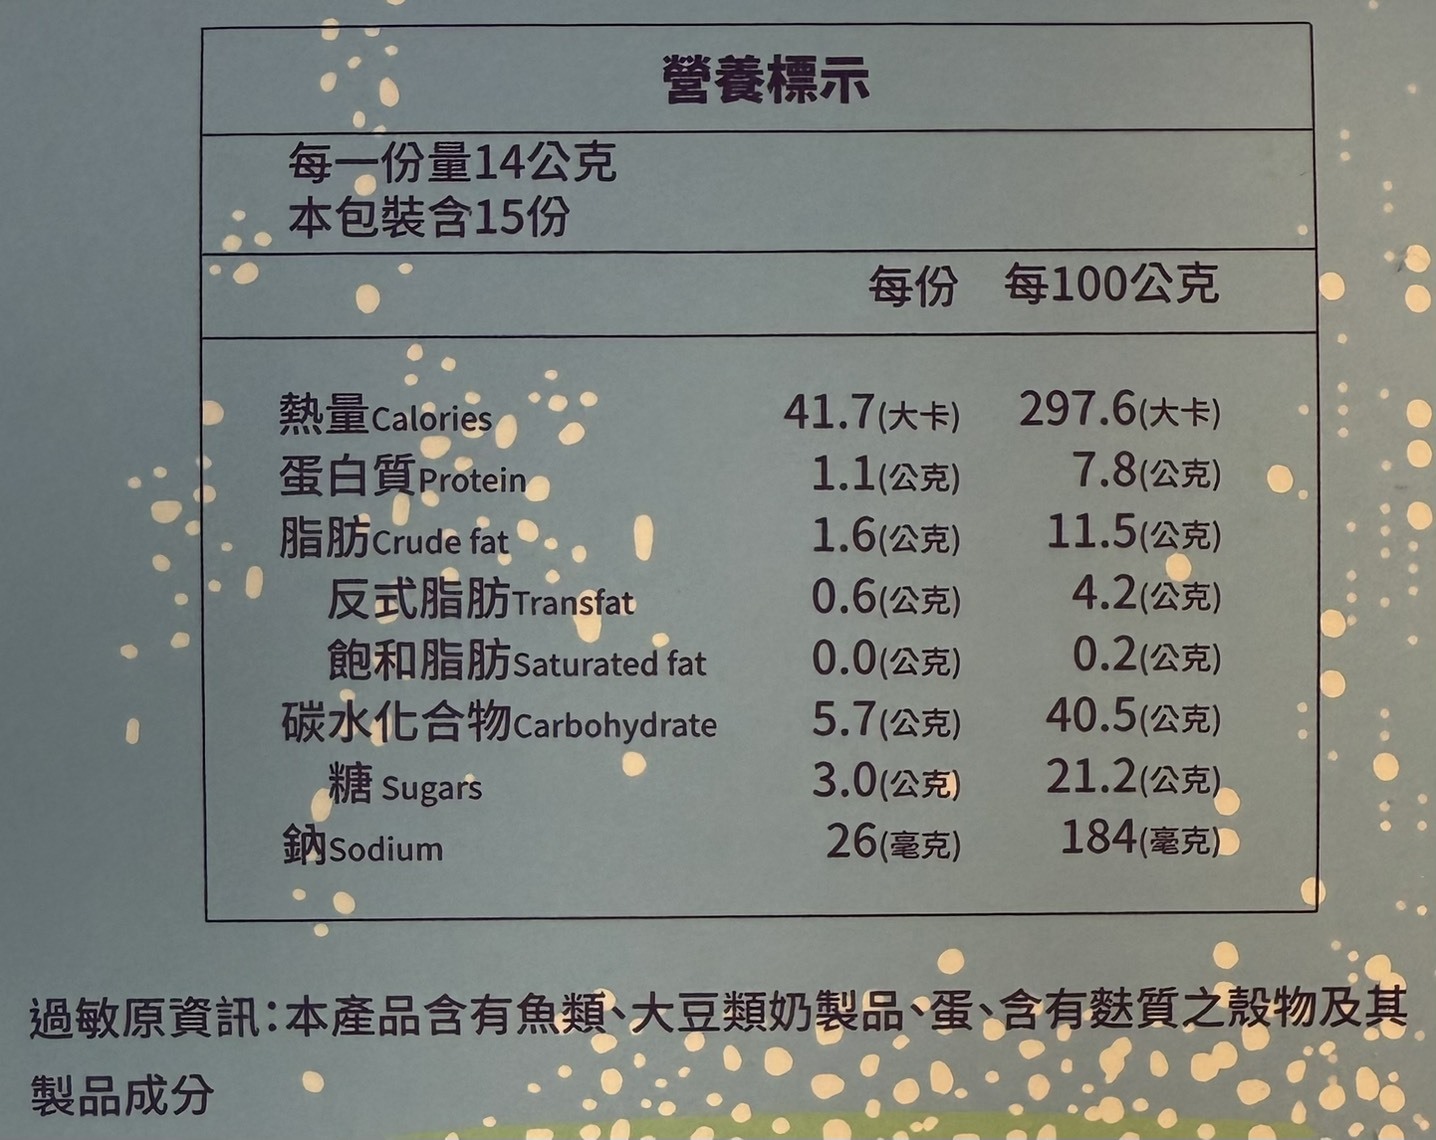 營養標示
每一份量14公克
本包裝含15份
每份 每100公克
熱量Calories 41.7(大卡) 297.6(大卡)
蛋白質Protein 1.1(公克) 7.8(公克)
脂肪Crude fat 1.6(公克) 11.5(公克)
反式脂肪Transfat 0.6(公克) 4.2(公克)
飽和脂肪Saturated fat 0.0(公克) 0.2(公克)
碳水化合物Carbohydrate 5.7(公克) 40.5(公克)
糖 Sugars 3.0(公克) 21.2(公克)
鈉Sodium 26(毫克) 184(毫克)
過敏原資訊:本產品含有魚類、大豆類奶製品、蛋、含有麩質之殼物及其
製品成分